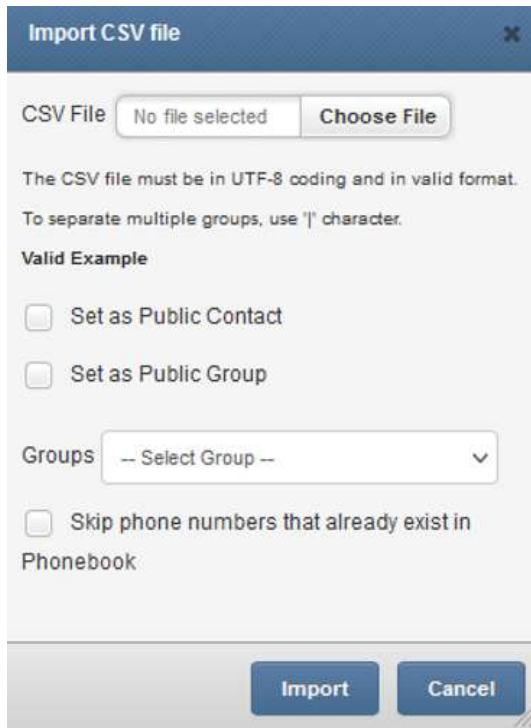 Import CSV file
CSV File No file selected Choose File
The CSV file must be in UTF-8 coding and in valid format.
To separate multiple groups, use '|' character.
Valid Example
Set as Public Contact
Set as Public Group
Groups -- Select Group --
Skip phone numbers that already exist in
Phonebook
Import Cancel